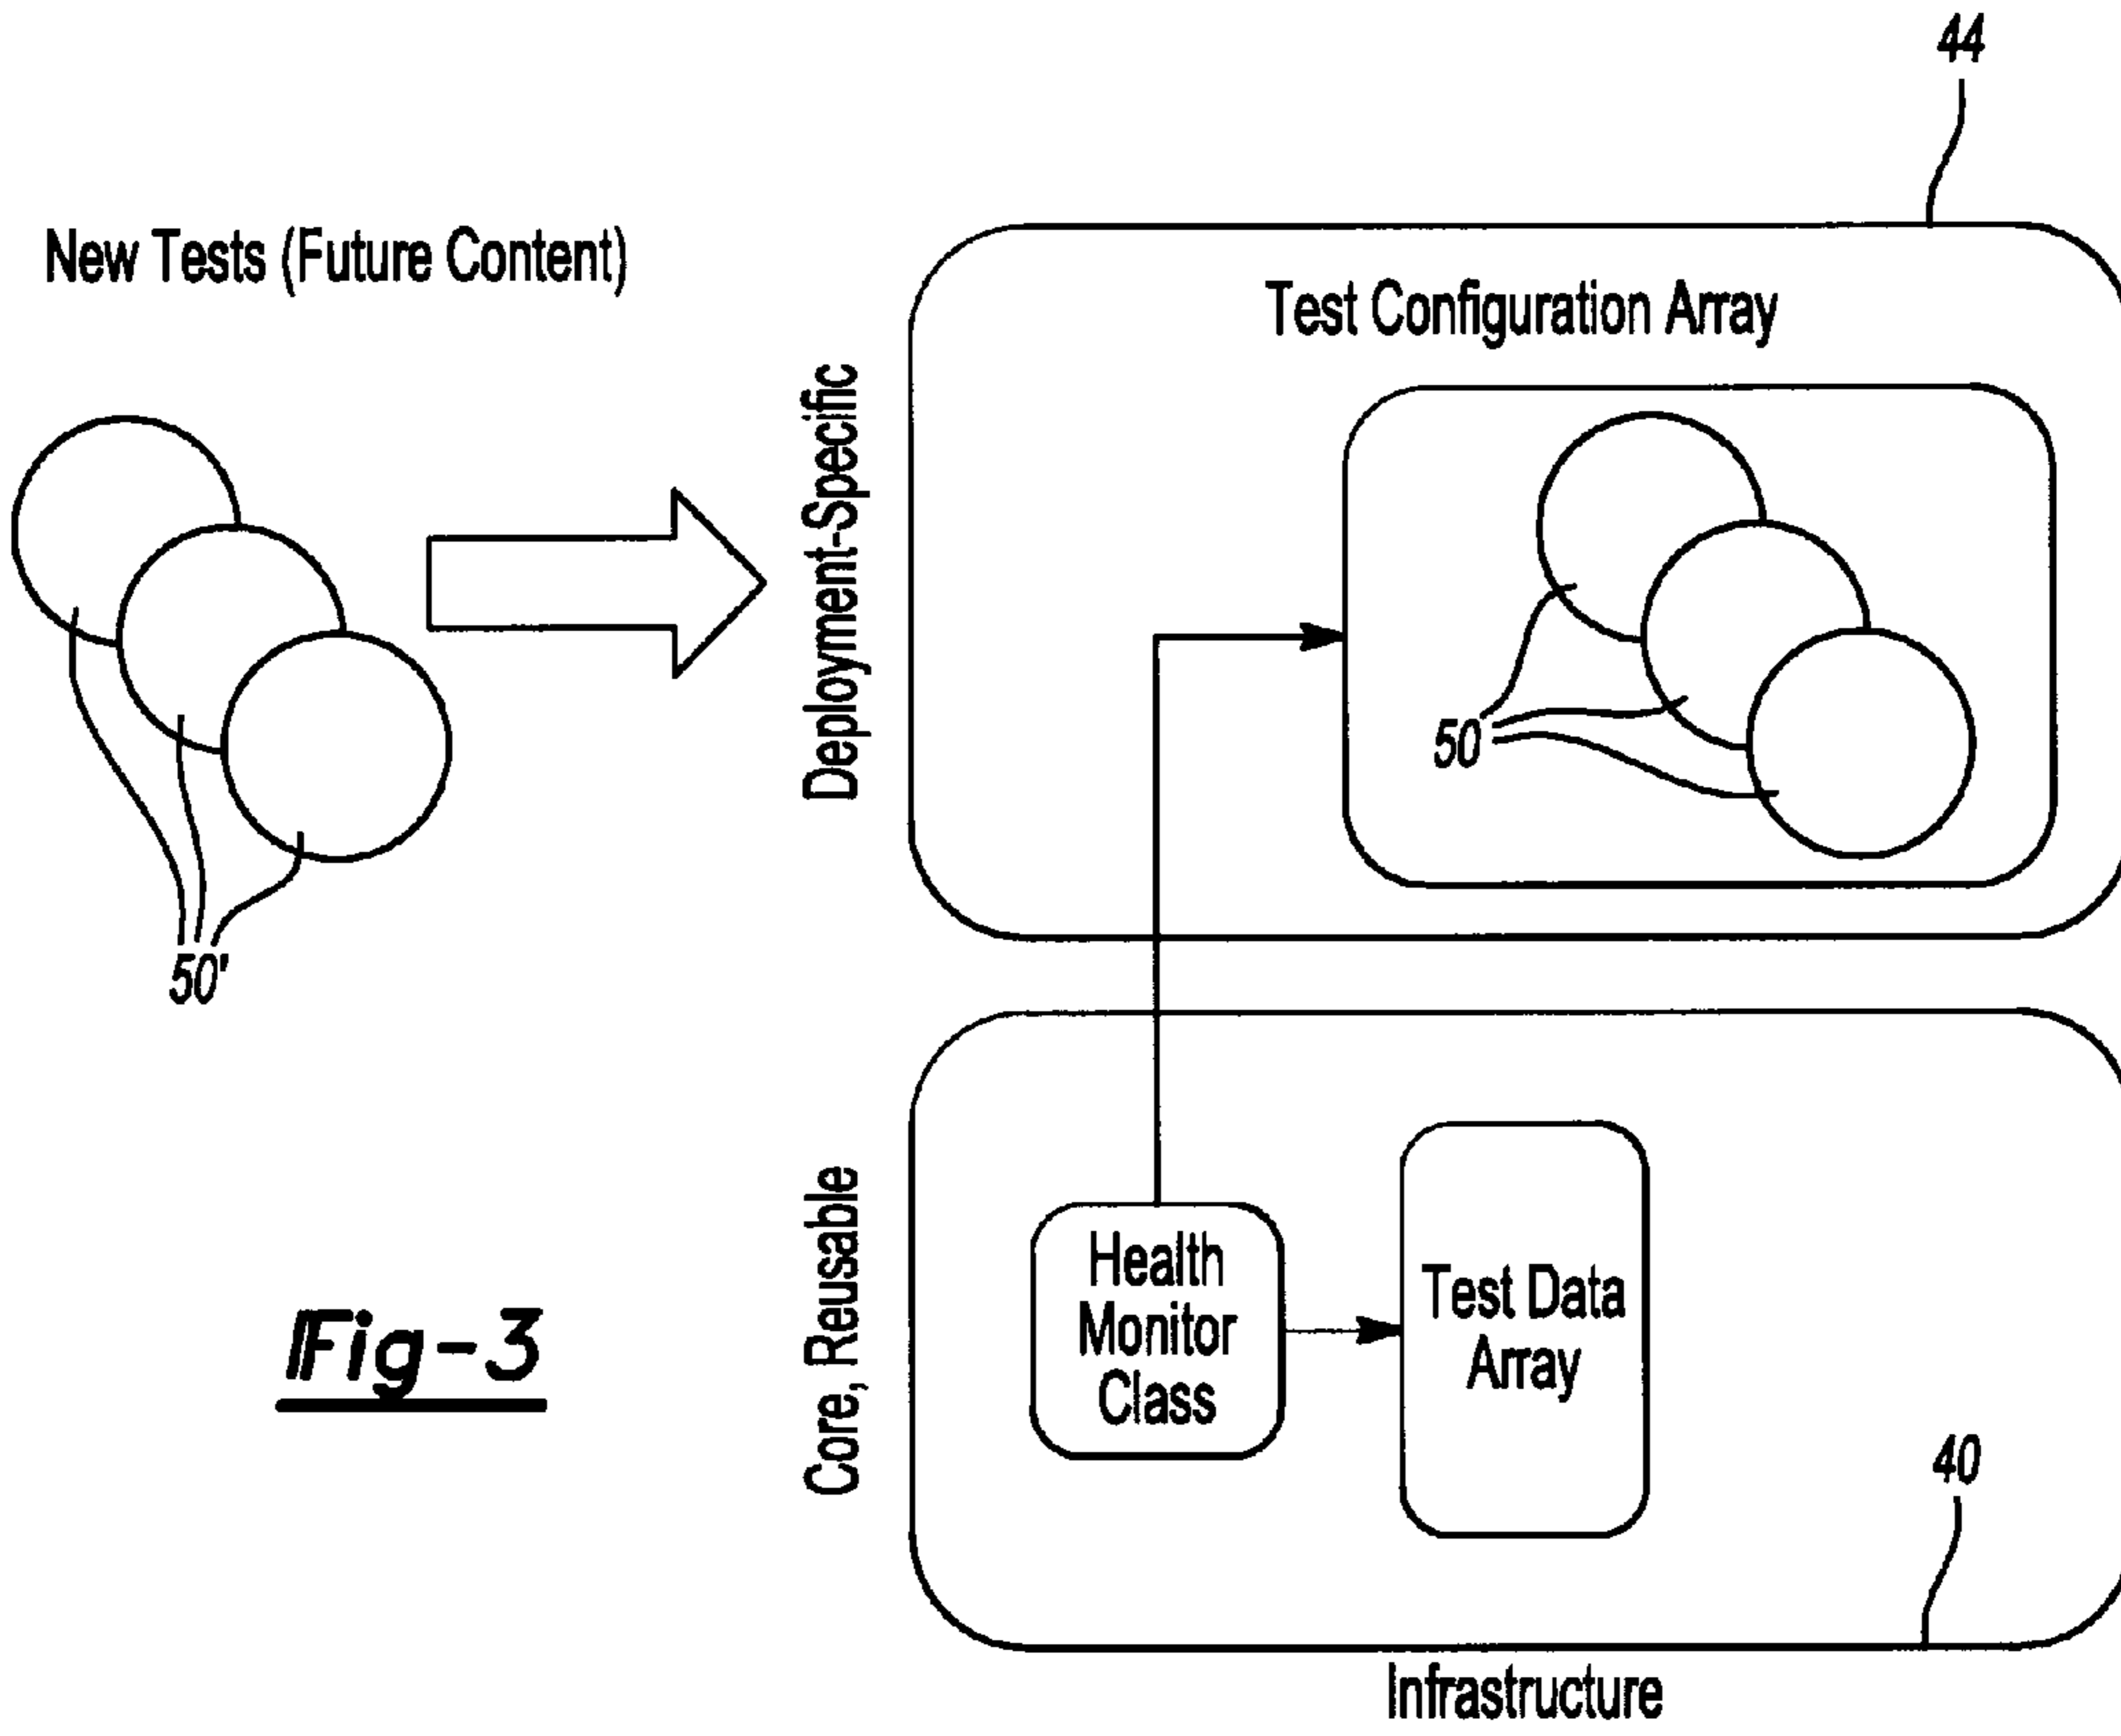 44
New Tests (Future Content)
Test Configuration Array
Deployment-Specific
50
50'
Health
Monitor
Class
Test Data
Array
Core, Reusable
Fig-3
40
Infrastructure